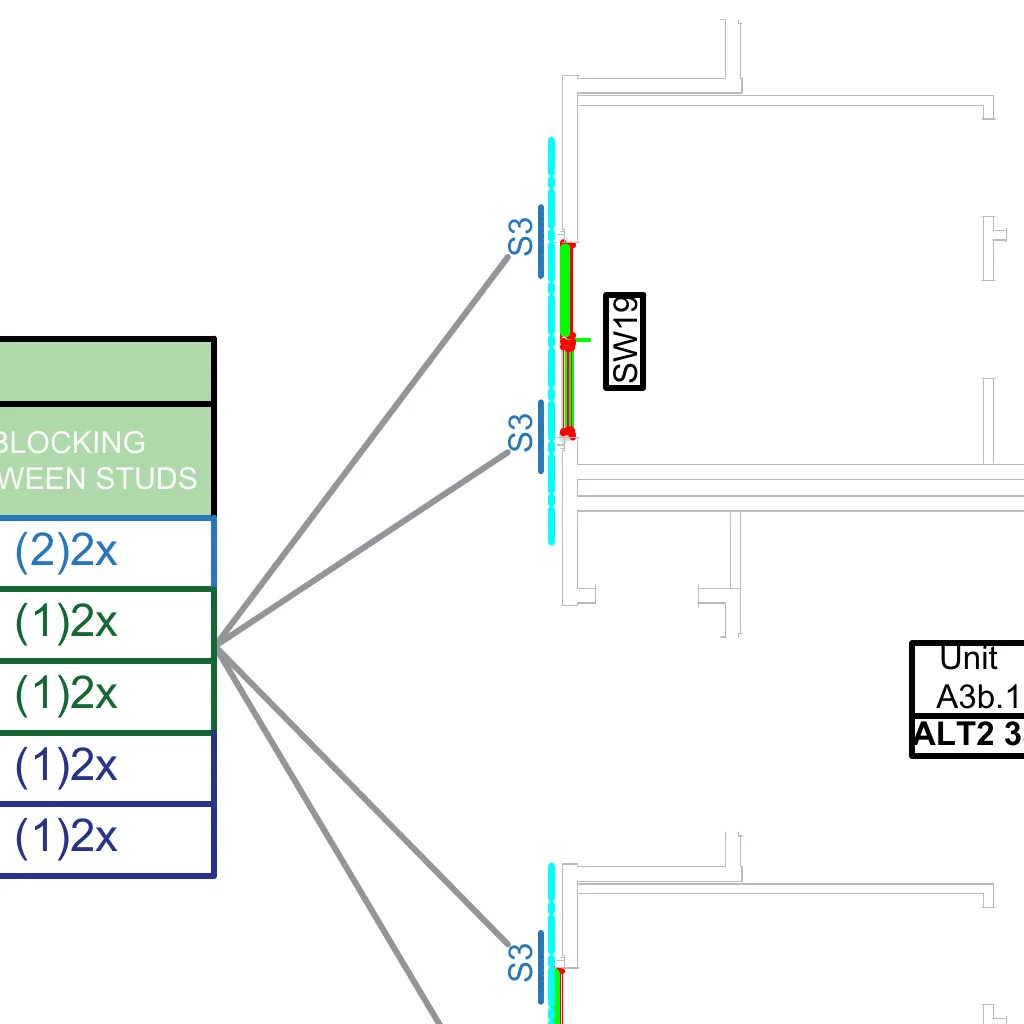 BLOCKING
WEEN STUDS
(2)2x
(1)2x
(1)2x
(1)2x
(1)2x
S3
S3
S3
SW19
Unit
A3b.1
ALT2 3